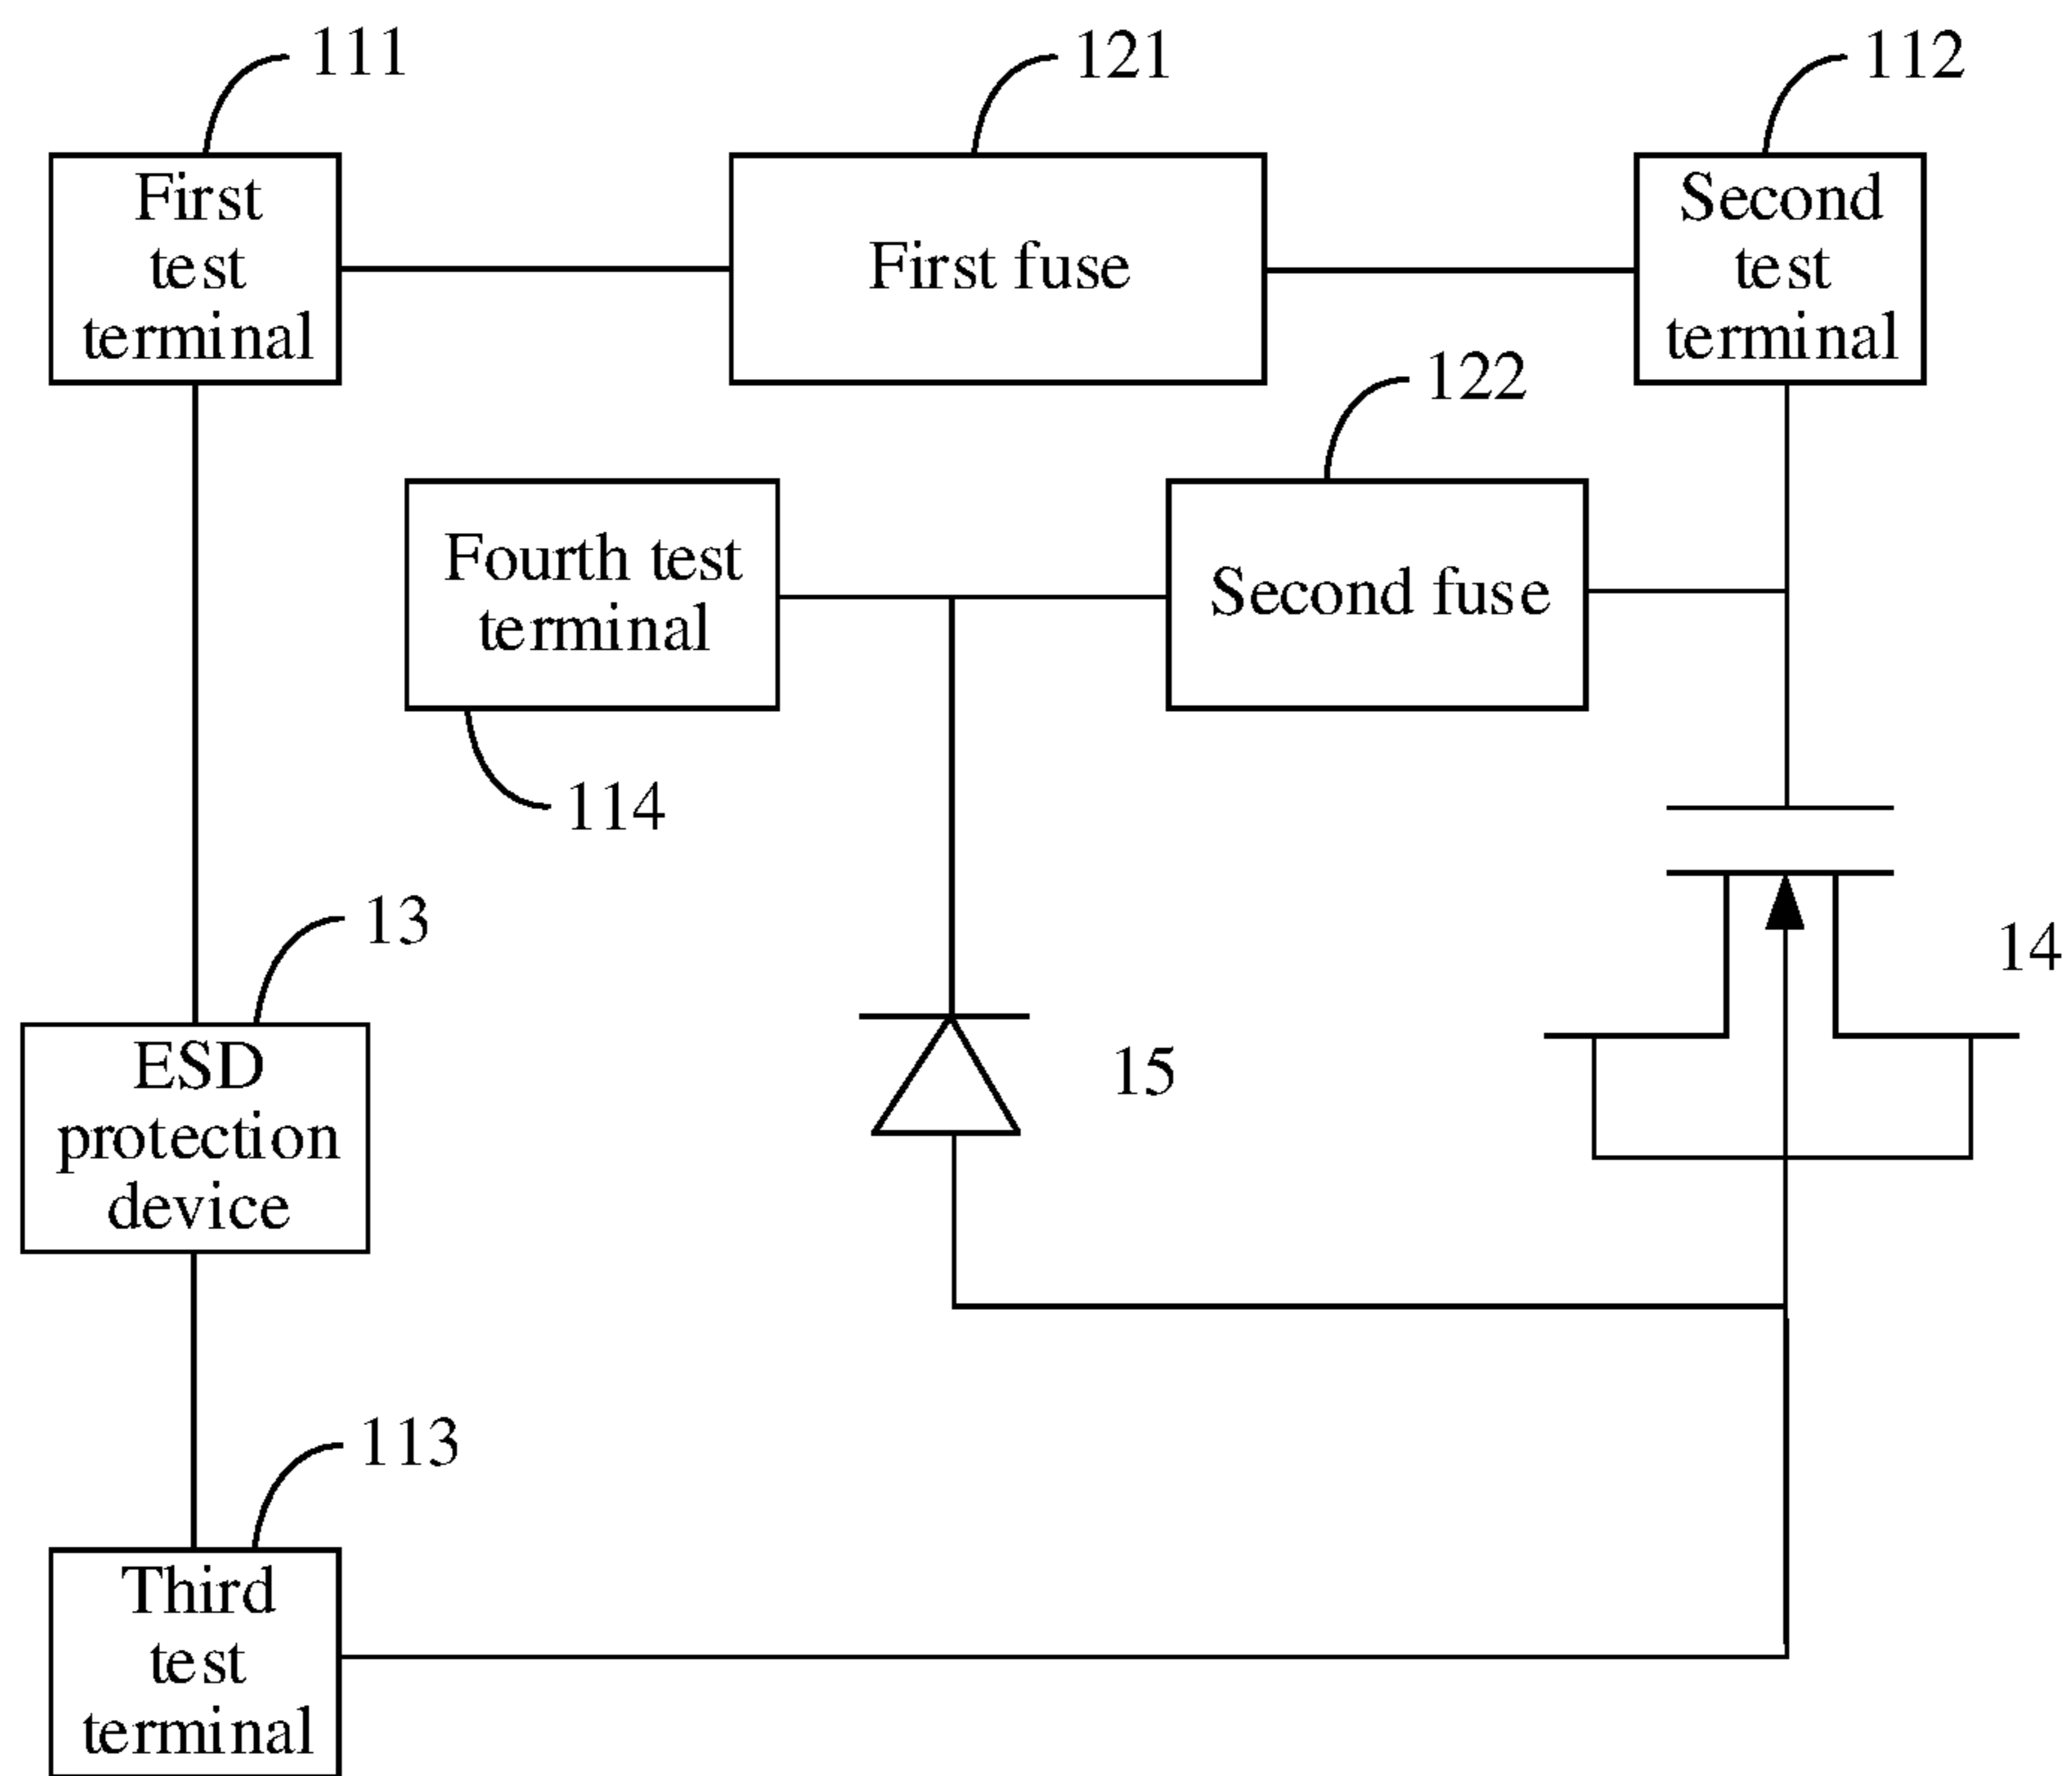 111
121
112
First
test
terminal
First fuse
Second
test
terminal
122
Fourth test
terminal
Second fuse
114
13
14
ESD
protection
device
15
113
Third
test
terminal